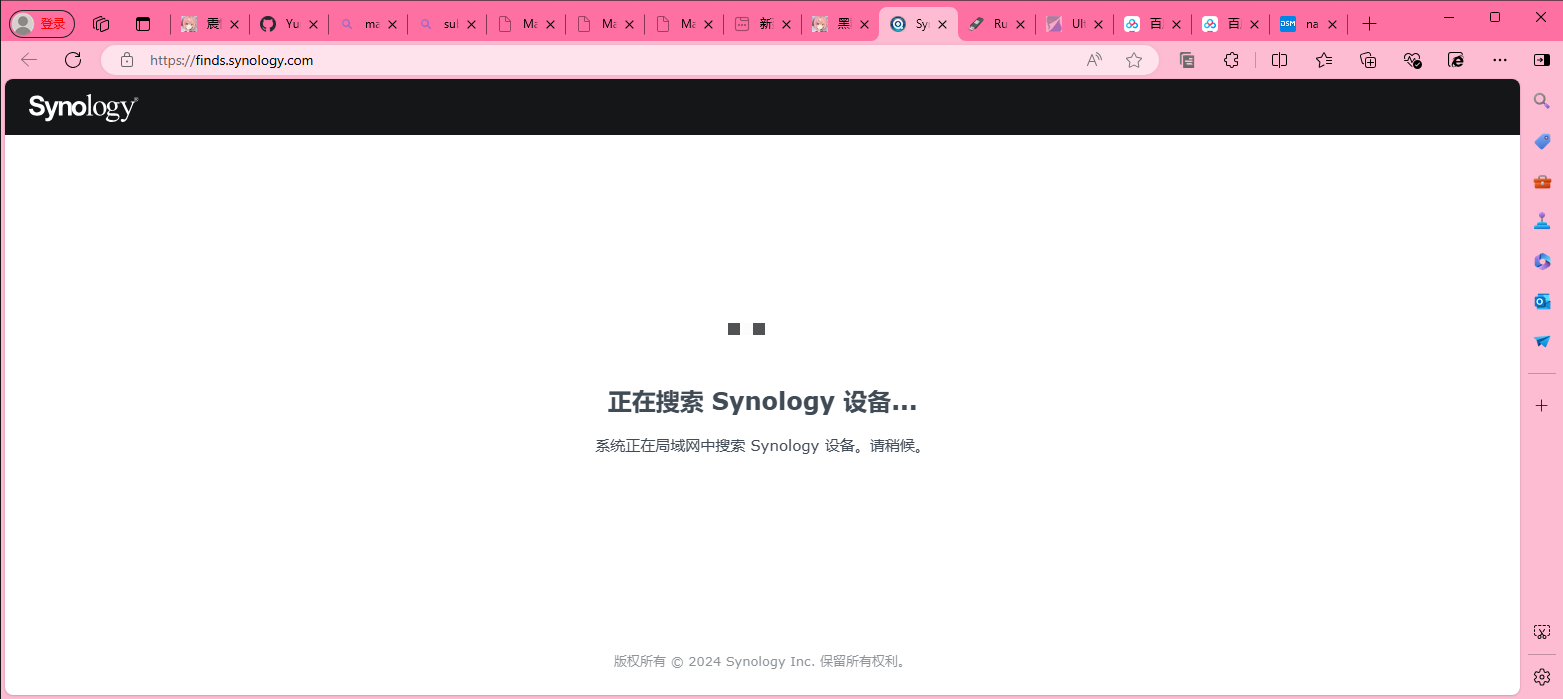 登录
震
Yu
ma
sul
Ma
Ma
Ma
新
黑
Syn
Ru
Ult
百
百
DSM
na
https://finds.synology.com
Synology
正在搜索 Synology 设备...
系统正在局域网中搜索 Synology 设备。请稍候。
版权所有 © 2024 Synology Inc. 保留所有权利。